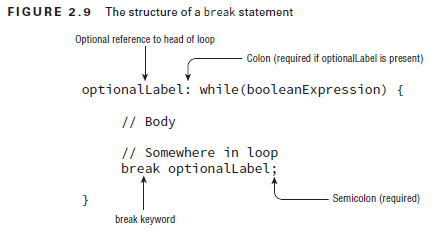 FIGURE 2.9 The structure of a break statement
Optional reference to head of loop
Colon (required if optionalLabel is present)
optionalLabel: while(booleanExpression) {
// Body
// Somewhere in loop
break optionalLabel;
}
Semicolon (required)
break keyword